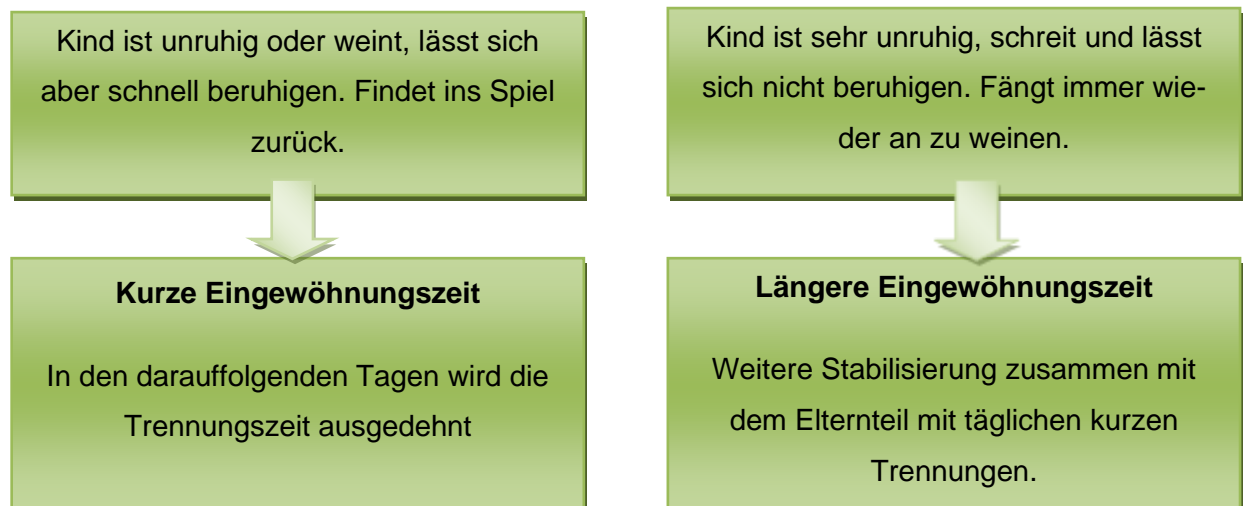 Kind ist unruhig oder weint, lässt sich
aber schnell beruhigen. Findet ins Spiel
zurück.
Kind ist sehr unruhig, schreit und lässt
sich nicht beruhigen. Fängt immer wie-
der an zu weinen.
Kurze Eingewöhnungszeit
In den darauffolgenden Tagen wird die
Trennungszeit ausgedehnt
Längere Eingewöhnungszeit
Weitere Stabilisierung zusammen mit
dem Elternteil mit täglichen kurzen
Trennungen.